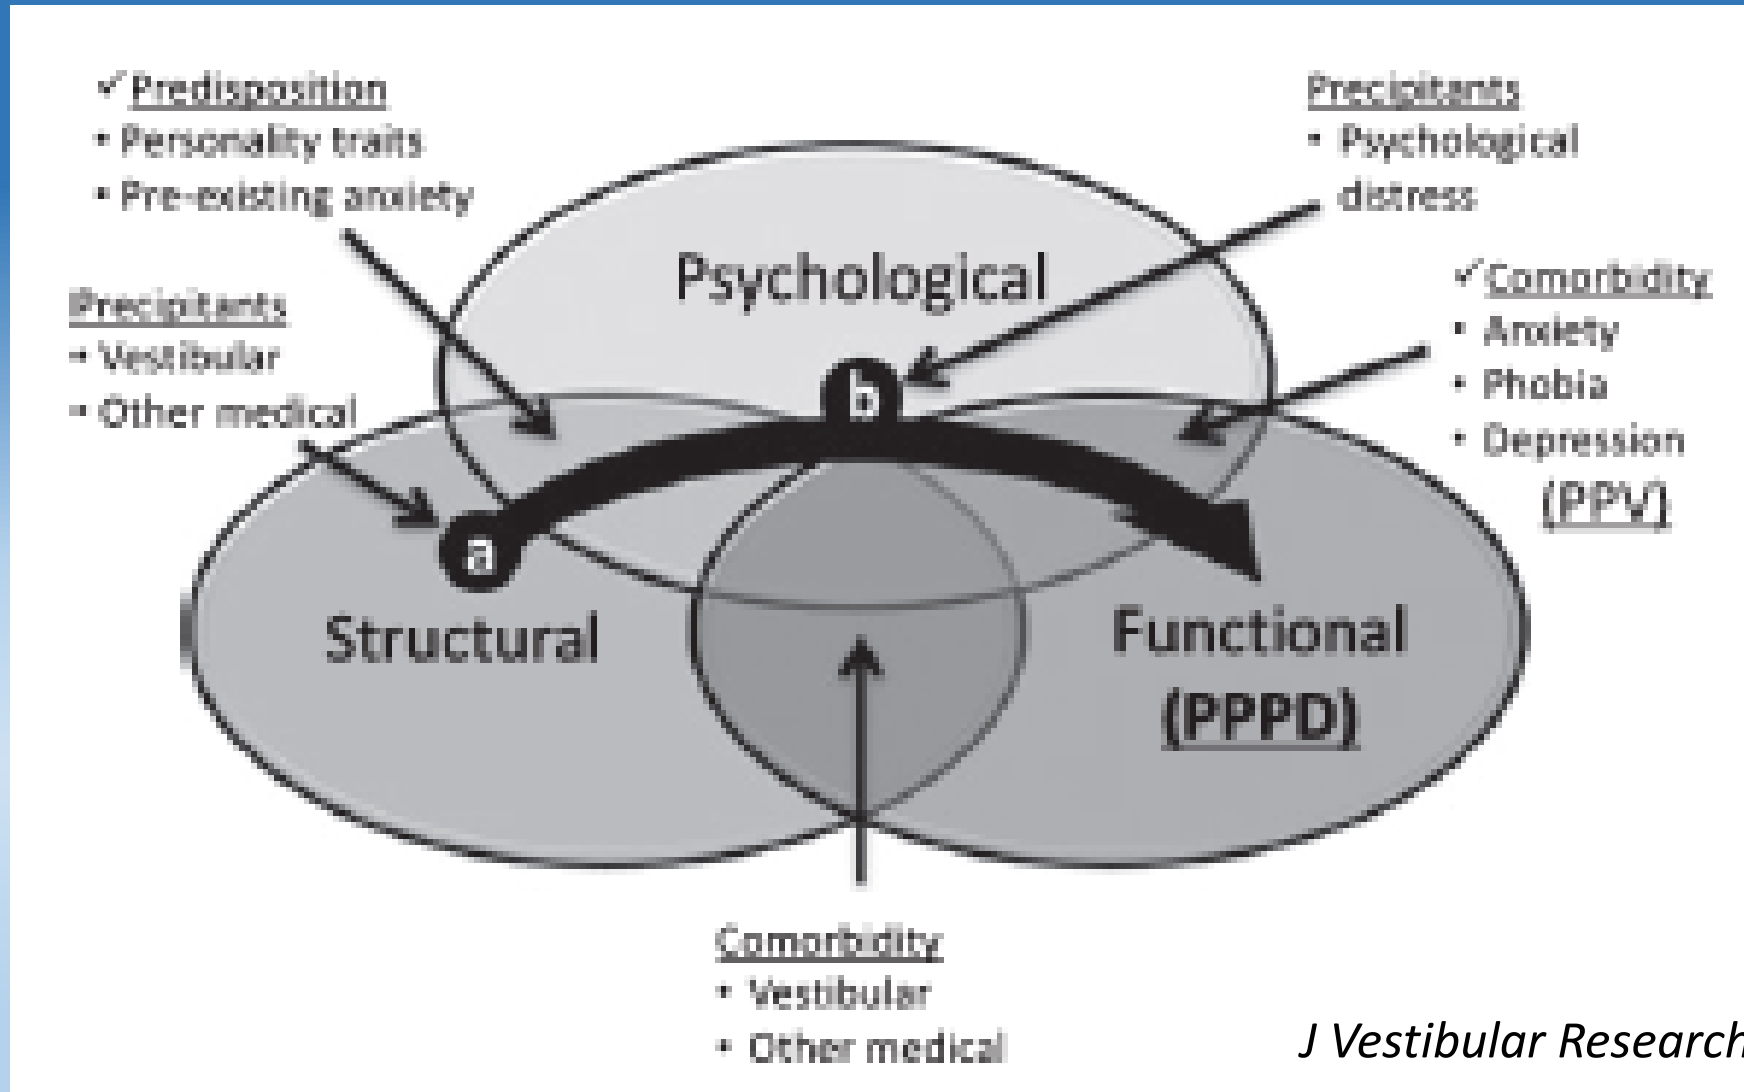 ✓Predisposition
• Personality traits
• Pre-existing anxiety
Precipitants
• Vestibular
• Other medical
Precipitants
• Psychological
distress
✓Comorbidity
• Anxiety
• Phobia
• Depression
(PPV)
Psychological
b
a
Structural
Functional
(PPPD)
Comorbidity
• Vestibular
• Other medical
J Vestibular Research